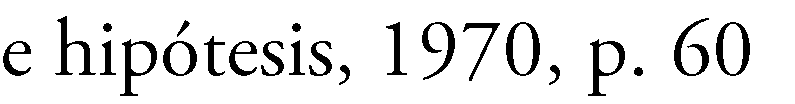 e hipótesis, 1970, p. 60